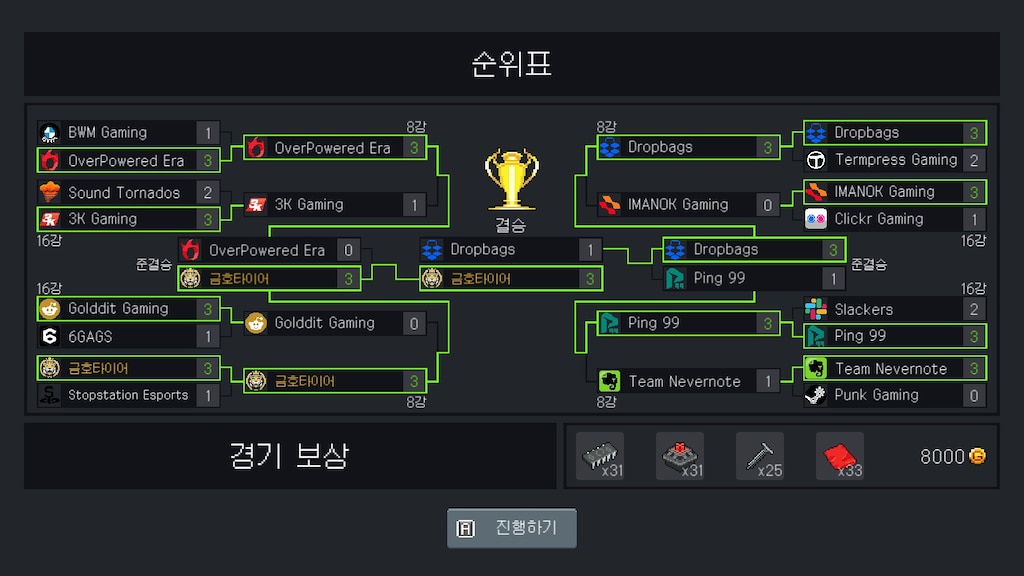 순위표
8강
8강
BWM Gaming 1
OverPowered Era 3
OverPowered Era 3
Dropbags 3
Dropbags 3
Termpress Gaming 2
Sound Tornados 2
3K Gaming 3
3K Gaming 1
IMANOK Gaming 0
IMANOK Gaming 3
Clickr Gaming 1
결승
16강
16강
준결승
OverPowered Era 0
금호타이어 3
Dropbags 1
금호타이어 3
Dropbags 3
Ping 99 1
준결승
16강
16강
Golddit Gaming 3
6GAGS 1
Golddit Gaming 0
Ping 99 3
Slackers 2
Ping 99 3
금호타이어 3
Stopstation Esports 1
금호타이어 3
Team Nevernote 1
Team Nevernote 3
Punk Gaming 0
8강
8강
경기 보상
x31
x31
x25
x33
8000 G
A 진행하기